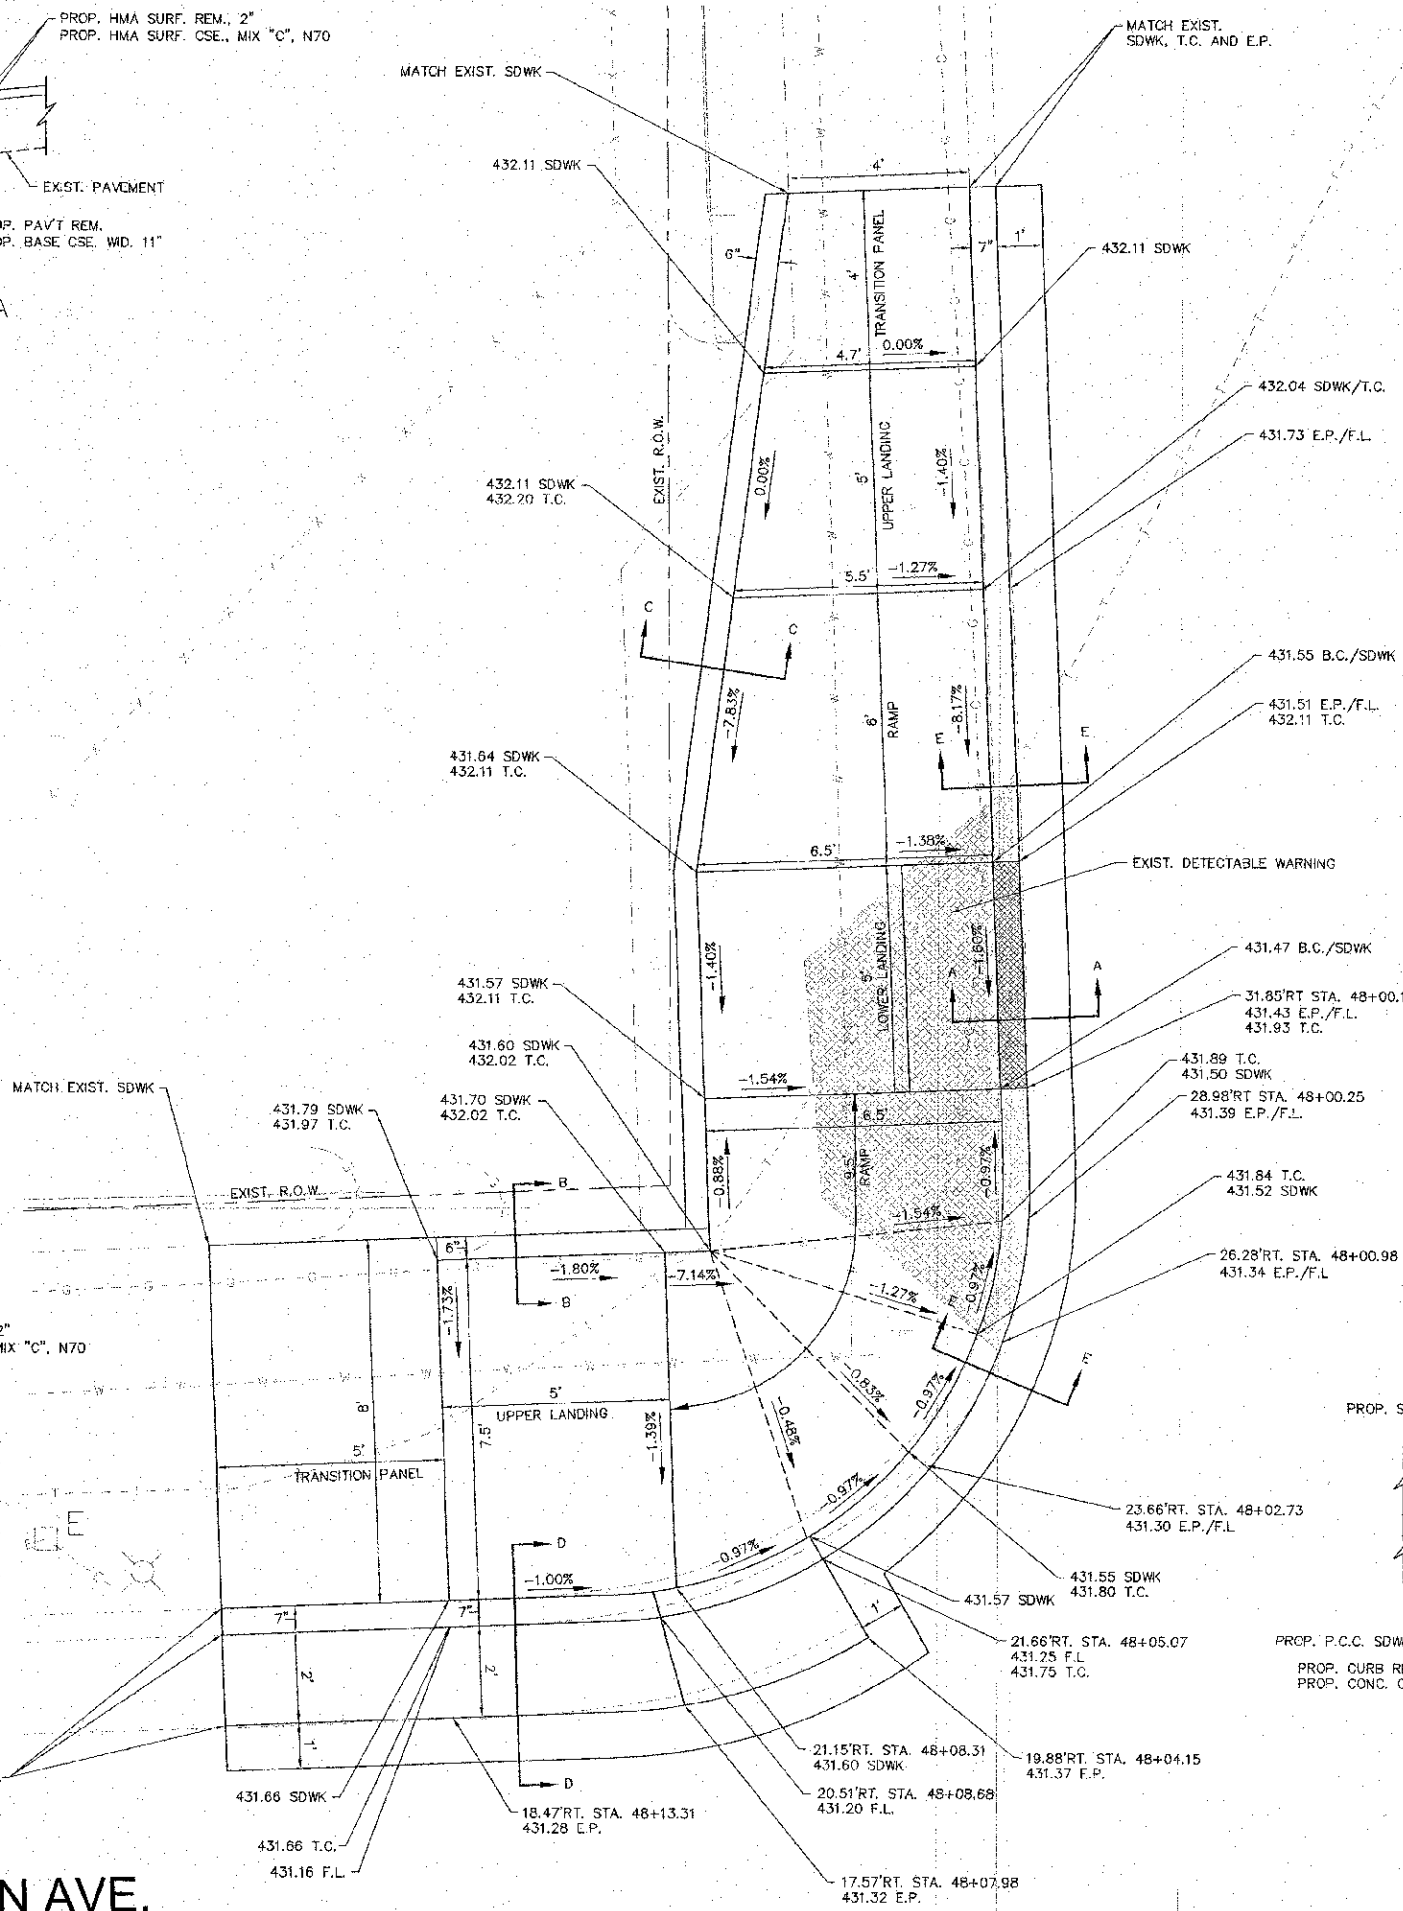 PROP. HMA SURF. REM., 2"
PROP. HMA SURF. CSE., MIX "C", N70
EXIST. PAVEMENT
PAV'T REM.
BASE CSE. WID. 11"
A
MATCH EXIST. SDWK
MATCH EXIST.
SDWK, T.C. AND E.P.
432.11 SDWK
4'
6"
7"
1'
4'
TRANSITION PANEL
432.11 SDWK
0.00%
4.7'
432.04 SDWK/T.C.
431.73 E.P./F.L.
EXIST. R.O.W.
0.00%
5'
UPPER LANDING
-1.40%
432.11 SDWK
432.20 T.C.
5.5'
-1.27%
C
C
431.55 B.C./SDWK
431.51 E.P./F.L.
432.11 T.C.
-7.83%
6'
RAMP
-8.17%
E
E
431.64 SDWK
432.11 T.C.
6.5'
-1.38%
EXIST. DETECTABLE WARNING
-1.40%
5'
LOWER LANDING
-1.60%
A
A
431.47 B.C./SDWK
431.57 SDWK
432.11 T.C.
31.85'RT STA. 48+00.1
431.43 E.P./F.L.
431.93 T.C.
431.60 SDWK
432.02 T.C.
431.89 T.C.
431.50 SDWK
MATCH EXIST. SDWK
431.79 SDWK
431.97 T.C.
431.70 SDWK
432.02 T.C.
-1.54%
6.5'
28.98'RT STA. 48+00.25
431.39 E.P./F.L.
-0.88%
9.5'
RAMP
-0.97%
431.84 T.C.
431.52 SDWK
EXIST. R.O.W.
B
B
-1.54%
6"
-1.80%
-7.14%
26.28'RT. STA. 48+00.98
431.34 E.P./F.L
-1.73%
-1.27%
-0.97%
E
E
2"
MIX "C", N70
8'
5'
UPPER LANDING
7.5'
-1.39%
-0.48%
-0.83%
-0.97%
PROP. S
5'
TRANSITION PANEL
E
-0.97%
23.66'RT. STA. 48+02.73
431.30 E.P./F.L
D
-0.97%
-1.00%
431.55 SDWK
431.80 T.C.
431.57 SDWK
7"
7"
1'
21.66'RT. STA. 48+05.07
431.25 F.L
431.75 T.C.
PROP. P.C.C. SDW
PROP. CURB R
PROP. CONC. C
2'
2'
1'
21.15'RT. STA. 48+08.31
431.60 SDWK
19.88'RT. STA. 48+04.15
431.37 E.P.
D
431.66 SDWK
18.47'RT. STA. 48+13.31
431.28 E.P.
20.51'RT. STA. 48+08.68
431.20 F.L.
431.66 T.C.
431.16 F.L.
17.57'RT. STA. 48+07.98
431.32 E.P.
N AVE.